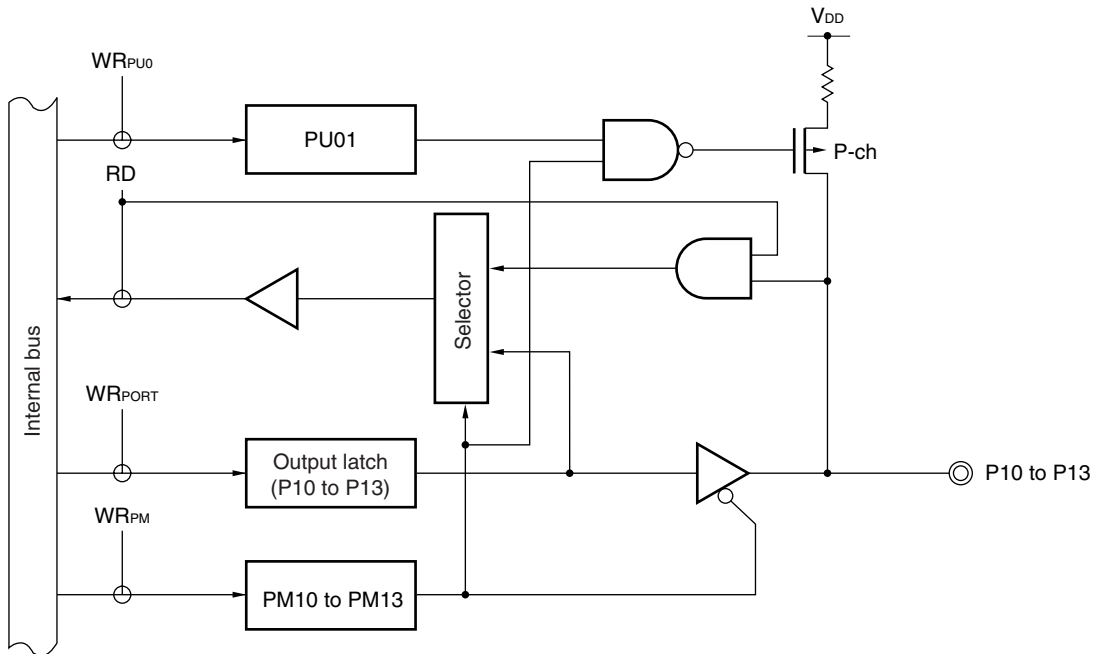 VDD
WRPU0
PU01
P-ch
RD
Selector
Internal bus
WRPORT
Output latch
(P10 to P13)
P10 to P13
WRPM
PM10 to PM13